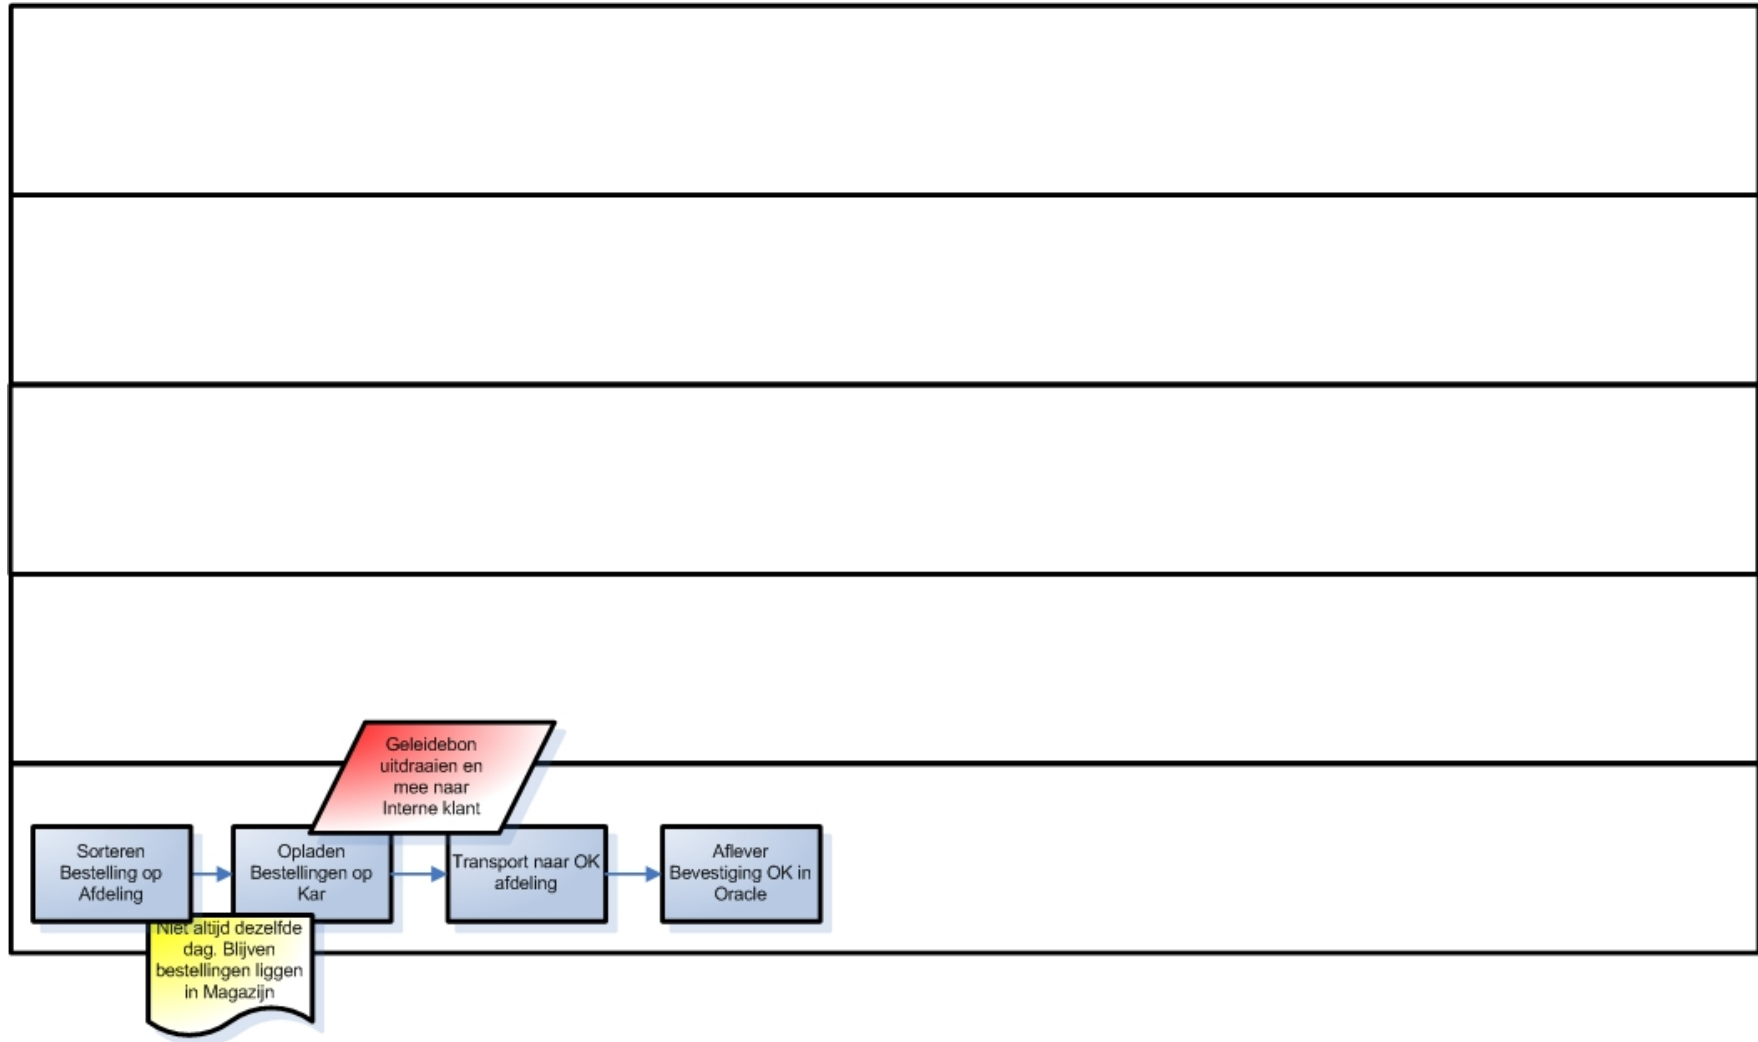 Geleidebon
uitdraaien en
mee naar
Interne klant
Sorteren
Bestelling op
Afdeling
Opladen
Bestellingen op
Kar
Transport naar OK
afdeling
Aflever
Bevestiging OK in
Oracle
Niet altijd dezelfde
dag. Blijven
bestellingen liggen
in Magazijn